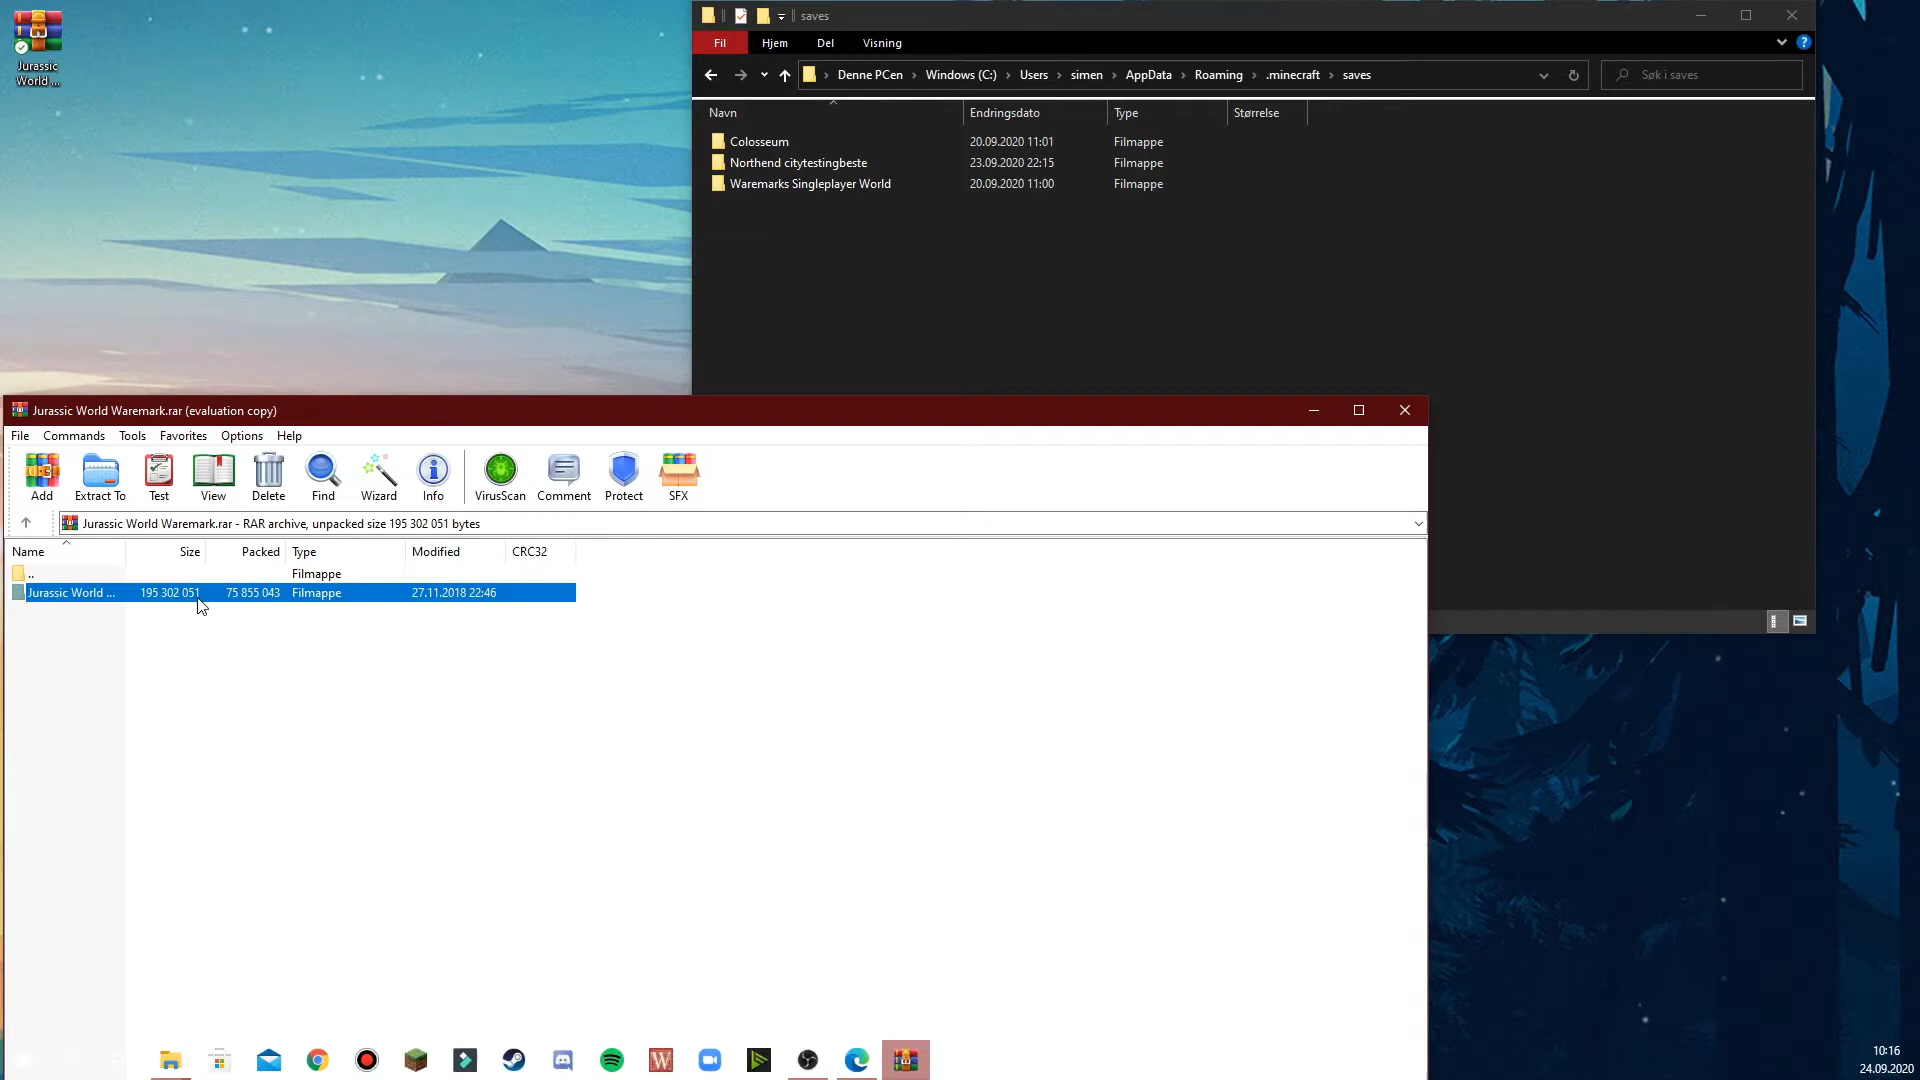 Jurassic
World ...
saves
Fil Hjem Del Visning
Denne PCen Windows (C:) Users simen AppData Roaming .minecraft saves
Søk i saves
Navn Endringsdato Type Størrelse
Colosseum 20.09.2020 11:01 Filmappe
Northend citytestingbeste 23.09.2020 22:15 Filmappe
Waremarks Singleplayer World 20.09.2020 11:00 Filmappe
Jurassic World Waremark.rar (evaluation copy)
File Commands Tools Favorites Options Help
Add Extract To Test View Delete Find Wizard Info VirusScan Comment Protect SFX
Jurassic World Waremark.rar - RAR archive, unpacked size 195 302 051 bytes
Name Size Packed Type Modified CRC32
.. Filmappe
Jurassic World ... 195 302 051 75 855 043 Filmappe 27.11.2018 22:46
10:16
24.09.2020